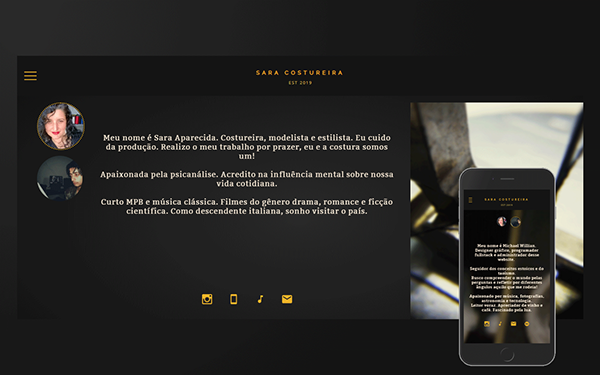 SARA COSTUREIRA
EST 2019
Meu nome é Sara Aparecida. Costureira, modelista e estilista. Eu cuido
da produção. Realizo o meu trabalho por prazer, eu e a costura somos
um!
Apaixonada pela psicanálise. Acredito na influência mental sobre nossa
vida cotidiana.
Curto MPB e música clássica. Filmes do gênero drama, romance e ficção
científica. Como descendente italiana, sonho visitar o país.
SARA COSTUREIRA
Meu nome é Michael Willian.
Designer gráfico, programador
fullstack e administrador desse
website.
Seguidor dos conceitos estoicos e do
Busco compreender o mundo pelas
perguntas e refletir por diferentes
ângulos aquilo que me rodeia!
Apaixonado por música, fotografias,
astronomia e tecnologia.
Leitor voraz. Apreciador de vinho e
café. Fascinado pela lua.